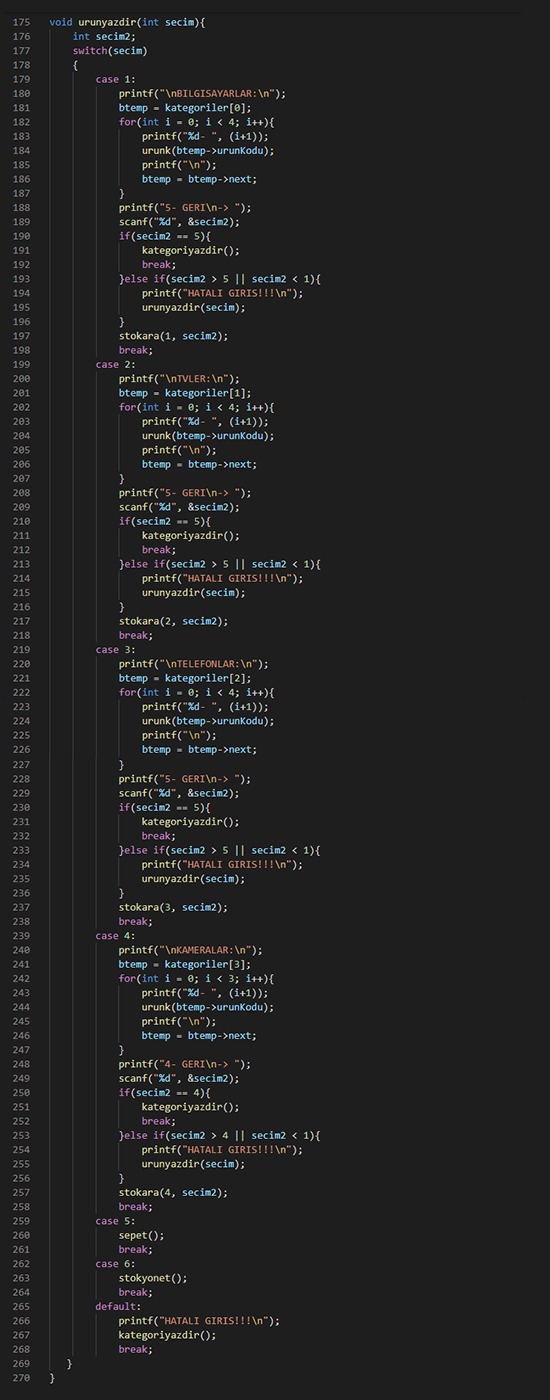 175 void urunyazdir(int secim){
176 int secim2;
177 switch(secim)
178 {
179 case 1:
180 printf("\nBILGISAYARLAR:\n");
181 btemp = kategoriler[0];
182 for(int i = 0; i < 4; i++){
183 printf("%d- ", (i+1));
184 urunk(btemp->urunKodu);
185 printf("\n");
186 btemp = btemp->next;
187 }
188 printf("5- GERI\n-> ");
189 scanf("%d", &secim2);
190 if(secim2 == 5){
191 kategoriyazdir();
192 break;
193 }else if(secim2 > 5 || secim2 < 1){
194 printf("HATALI GIRIS!!!\n");
195 urunyazdir(secim);
196 }
197 stokara(1, secim2);
198 break;
199 case 2:
200 printf("\nTVLER:\n");
201 btemp = kategoriler[1];
202 for(int i = 0; i < 4; i++){
203 printf("%d- ", (i+1));
204 urunk(btemp->urunKodu);
205 printf("\n");
206 btemp = btemp->next;
207 }
208 printf("5- GERI\n-> ");
209 scanf("%d", &secim2);
210 if(secim2 == 5){
211 kategoriyazdir();
212 break;
213 }else if(secim2 > 5 || secim2 < 1){
214 printf("HATALI GIRIS!!!\n");
215 urunyazdir(secim);
216 }
217 stokara(2, secim2);
218 break;
219 case 3:
220 printf("\nTELEFONLAR:\n");
221 btemp = kategoriler[2];
222 for(int i = 0; i < 4; i++){
223 printf("%d- ", (i+1));
224 urunk(btemp->urunKodu);
225 printf("\n");
226 btemp = btemp->next;
227 }
228 printf("5- GERI\n-> ");
229 scanf("%d", &secim2);
230 if(secim2 == 5){
231 kategoriyazdir();
232 break;
233 }else if(secim2 > 5 || secim2 < 1){
234 printf("HATALI GIRIS!!!\n");
235 urunyazdir(secim);
236 }
237 stokara(3, secim2);
238 break;
239 case 4:
240 printf("\nKAMERALAR:\n");
241 btemp = kategoriler[3];
242 for(int i = 0; i < 3; i++){
243 printf("%d- ", (i+1));
244 urunk(btemp->urunKodu);
245 printf("\n");
246 btemp = btemp->next;
247 }
248 printf("4- GERI\n-> ");
249 scanf("%d", &secim2);
250 if(secim2 == 4){
251 kategoriyazdir();
252 break;
253 }else if(secim2 > 4 || secim2 < 1){
254 printf("HATALI GIRIS!!!\n");
255 urunyazdir(secim);
256 }
257 stokara(4, secim2);
258 break;
259 case 5:
260 sepet();
261 break;
262 case 6:
263 stokyonet();
264 break;
265 default:
266 printf("HATALI GIRIS!!!\n");
267 kategoriyazdir();
268 break;
269 }
270 }